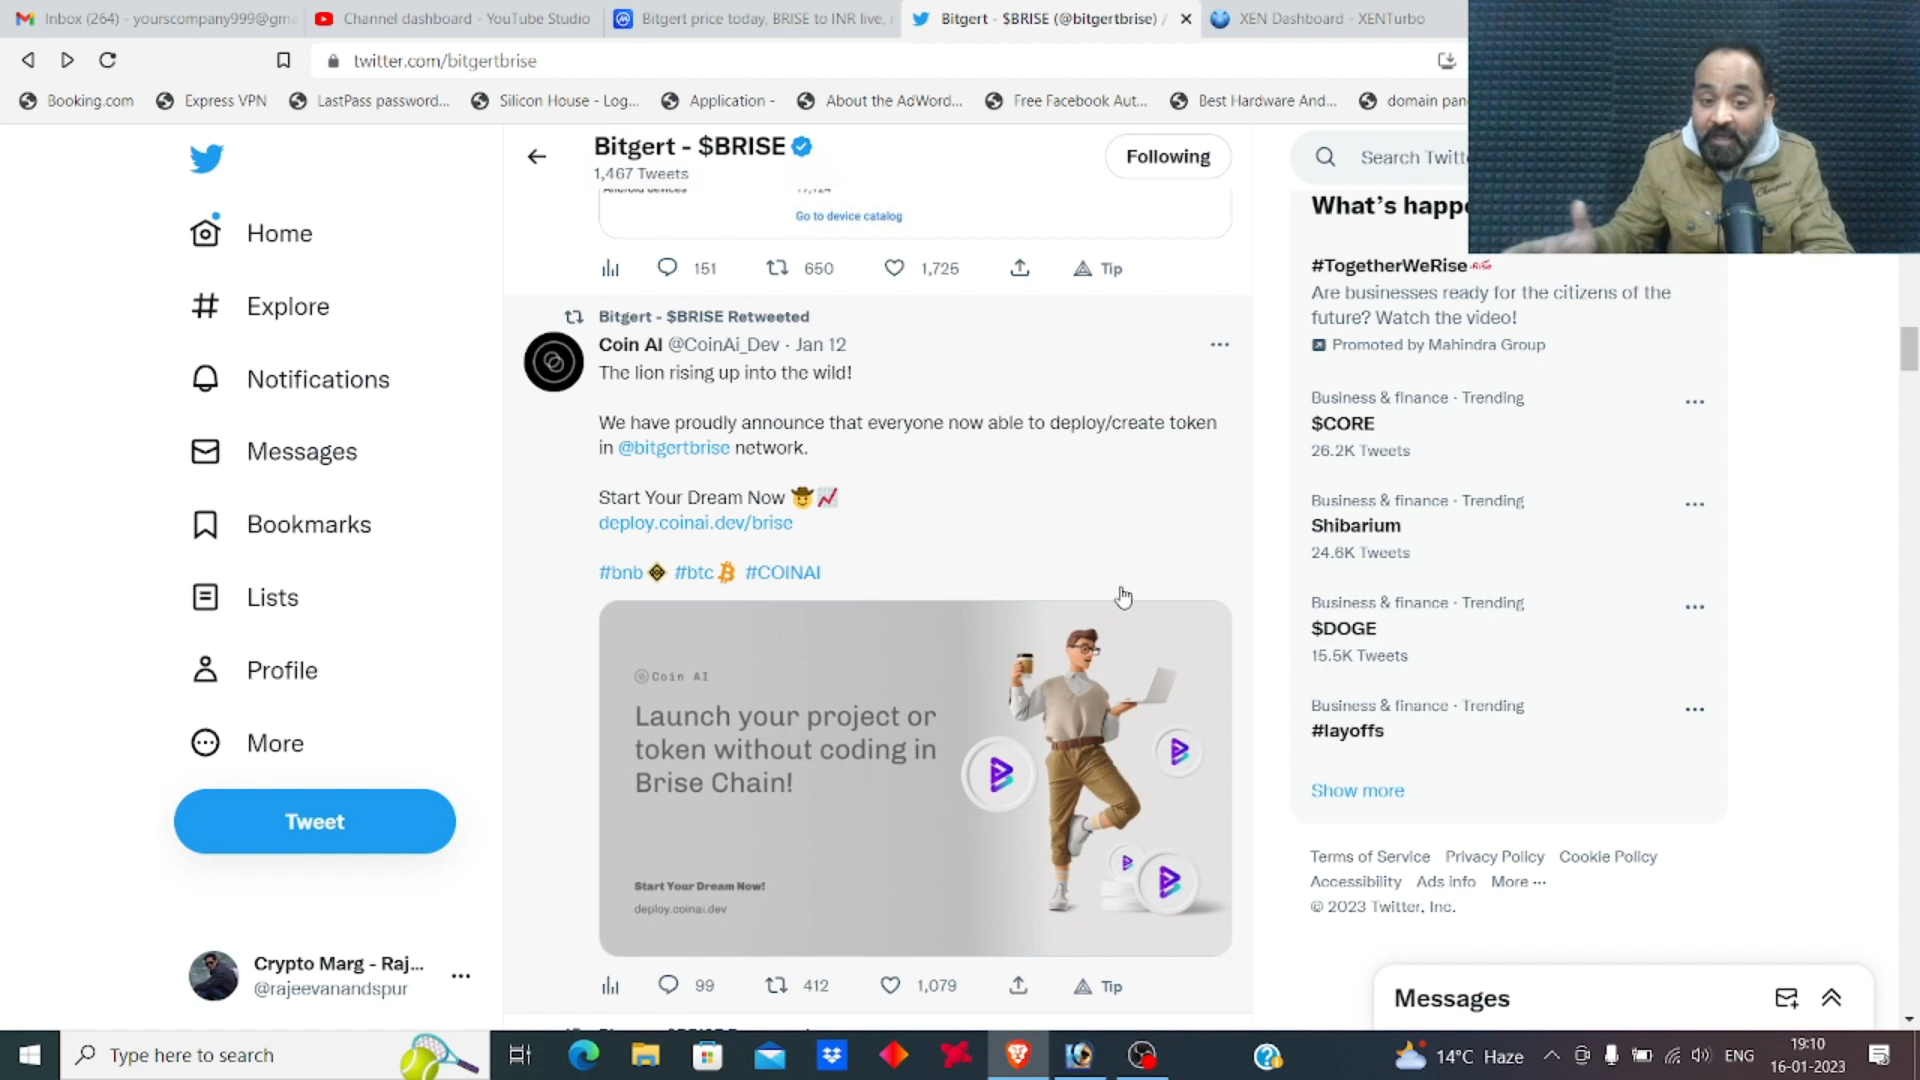 Inbox (264) - yourscompany999@gma
Channel dashboard - YouTube Studio
Bitgert price today, BRISE to INR live,
Bitgert - $BRISE (@bitgertbrise) /
XEN Dashboard - XENTurbo
twitter.com/bitgertbrise
Booking.com
Express VPN
LastPass password...
Silicon House - Log...
Application -
About the AdWord...
Free Facebook Aut...
Best Hardware And...
domain pan
Bitgert - $BRISE
1,467 Tweets
Following
Search Twitt
Home
Explore
Notifications
Messages
Bookmarks
Lists
Profile
More
Tweet
Crypto Marg - Raj...
@rajeevanandspur
Android devices
17,124
Go to device catalog
151
650
1,725
Tip
Bitgert - $BRISE Retweeted
Coin AI @CoinAi_Dev · Jan 12
The lion rising up into the wild!
We have proudly announce that everyone now able to deploy/create token
in @bitgertbrise network.
Start Your Dream Now
deploy.coinai.dev/brise
#bnb #btc #COINAI
Coin AI
Launch your project or
token without coding in
Brise Chain!
Start Your Dream Now!
deploy.coinai.dev
99
412
1,079
Tip
What's happe
#TogetherWeRise
Are businesses ready for the citizens of the
future? Watch the video!
Promoted by Mahindra Group
Business & finance · Trending
$CORE
26.2K Tweets
Business & finance · Trending
Shibarium
24.6K Tweets
Business & finance · Trending
$DOGE
15.5K Tweets
Business & finance · Trending
#layoffs
Show more
Terms of Service Privacy Policy Cookie Policy
Accessibility Ads info More ···
© 2023 Twitter, Inc.
Messages
Type here to search
14°C Haze
ENG
19:10
16-01-2023